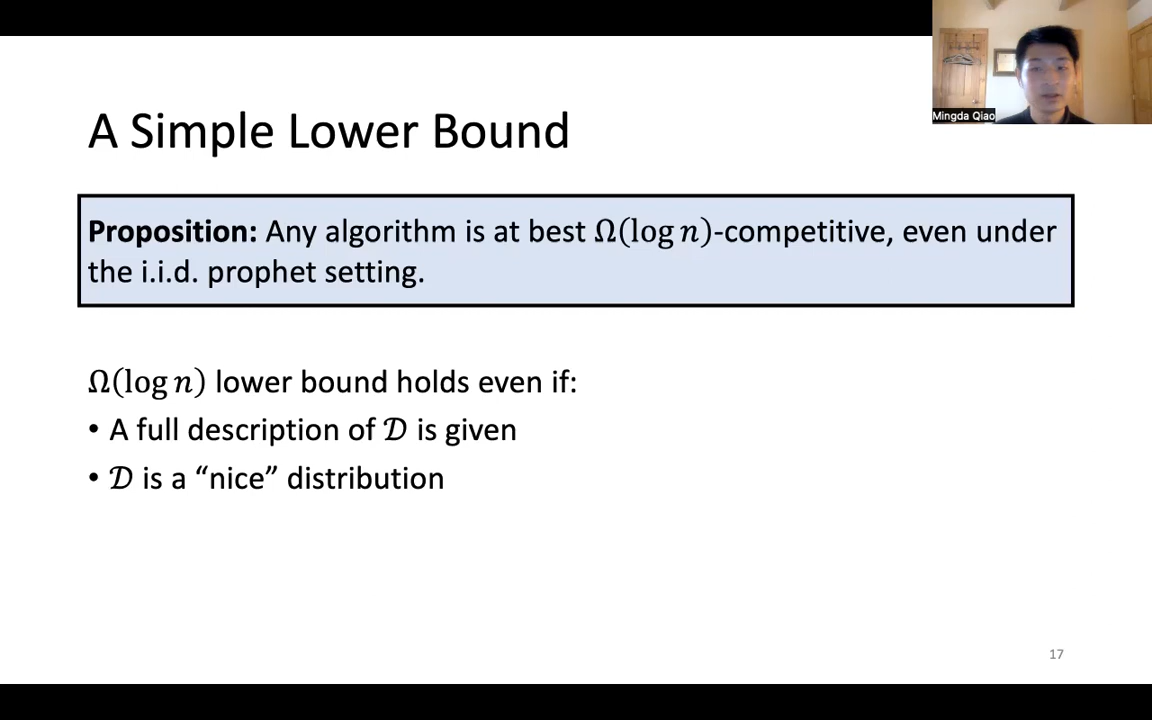 Mingda Qiao
A Simple Lower Bound
Proposition: Any algorithm is at best Ω(log n)-competitive, even under
the i.i.d. prophet setting.
Ω(log n) lower bound holds even if:
• A full description of 𝒟 is given
• 𝒟 is a “nice” distribution
17